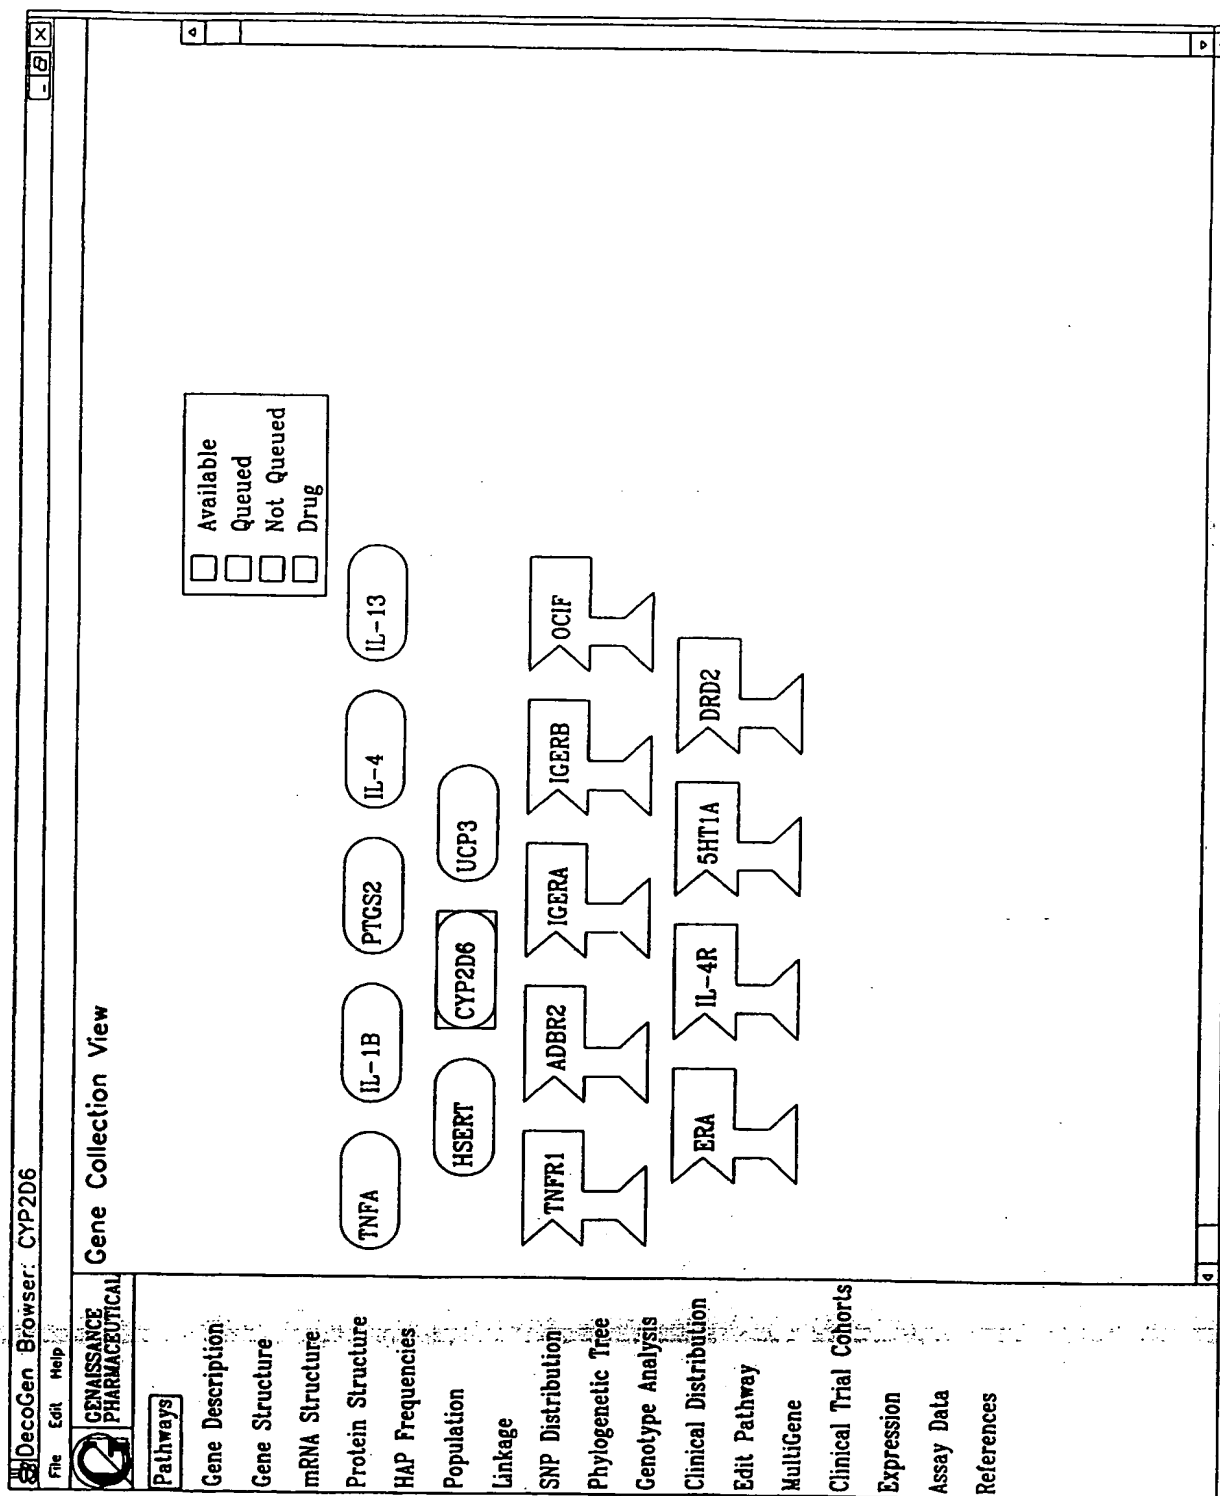 DecoGen Browser: CYP2D6
File Edit Help
GENAISSANCE
PHARMACEUTICAL
Gene Collection View
Pathways
Gene Description
Gene Structure
mRNA Structure
Protein Structure
HAP Frequencies
Population
Linkage
SNP Distribution
Phylogenetic Tree
Genotype Analysis
Clinical Distribution
Edit Pathway
MultiGene
Clinical Trial Cohorts
Expression
Assay Data
References
Available
Queued
Not Queued
Drug
TNFA IL-1B PTGS2 IL-4 IL-13
HSERT CYP2D6 UCP3
TNFR1 ADBR2 IGERA IGERB OCIF
ERA IL-4R 5HT1A DRD2